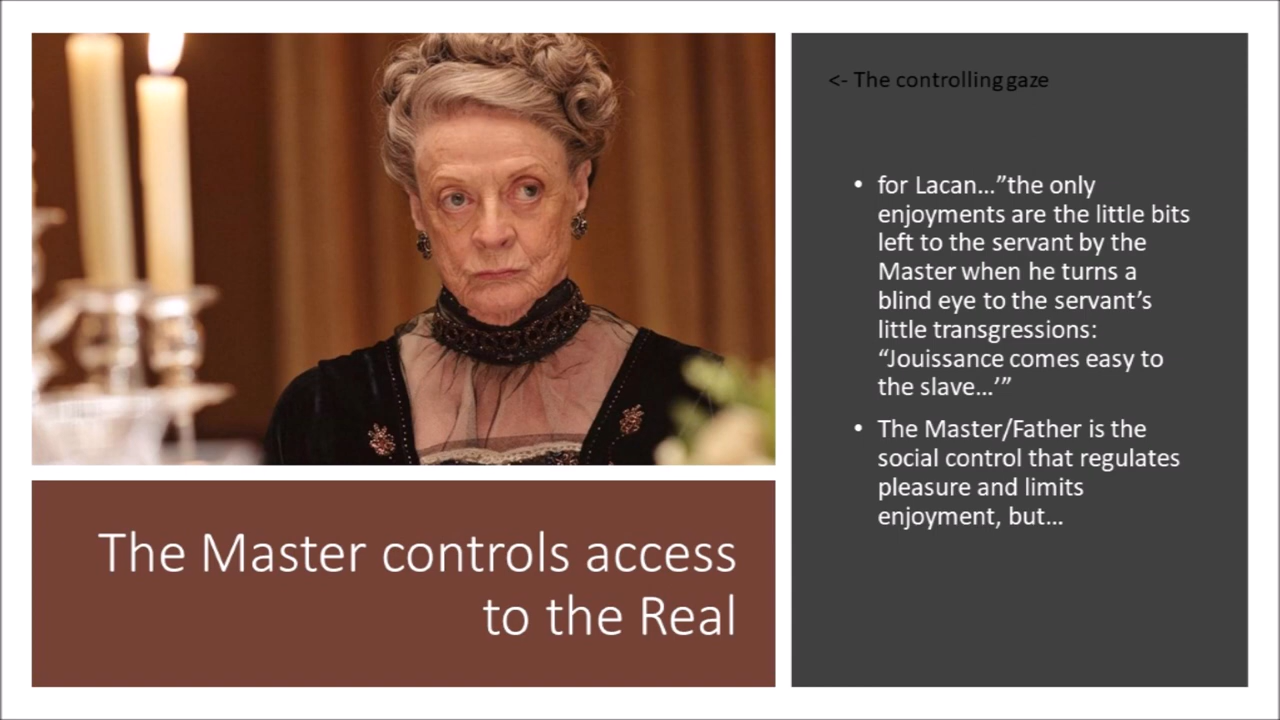 The Master controls access
to the Real
<- The controlling gaze
• for Lacan…”the only
enjoyments are the little bits
left to the servant by the
Master when he turns a
blind eye to the servant’s
little transgressions:
“Jouissance comes easy to
the slave…’”
• The Master/Father is the
social control that regulates
pleasure and limits
enjoyment, but…